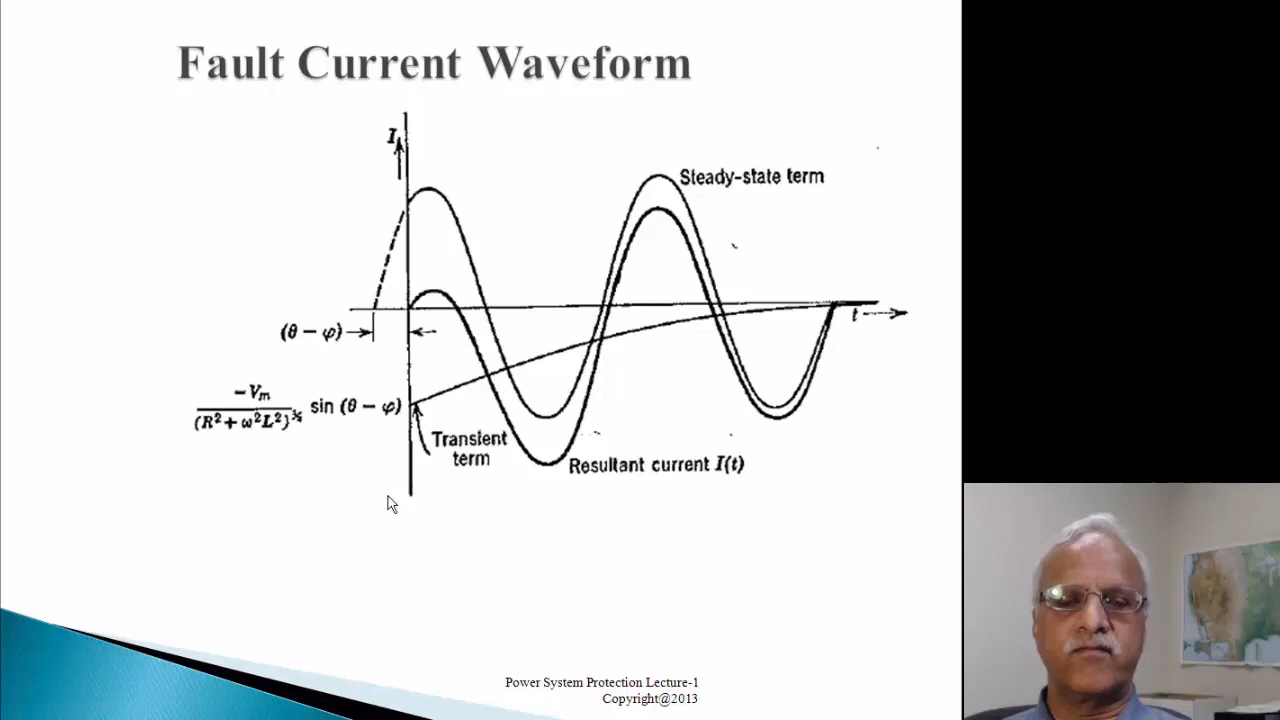 Fault Current Waveform
I
Steady-state term
t
(θ − φ)
−Vm
(R² + ω²L²)^½ sin (θ − φ)
Transient
term
Resultant current I(t)
Power System Protection Lecture-1
Copyright@2013